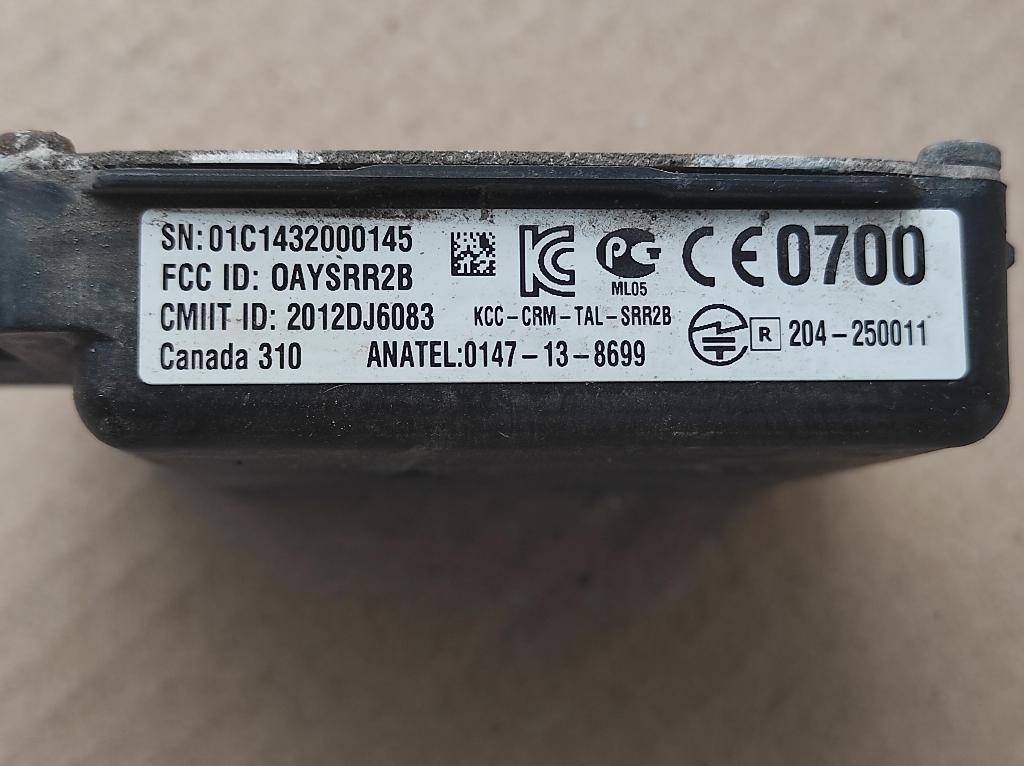 SN: 01C1432000145
FCC ID: OAYSRR2B
CMIIT ID: 2012DJ6083
Canada 310
ANATEL:0147-13-8699
KCC-CRM-TAL-SRR2B
ML05
CE0700
R 204-250011